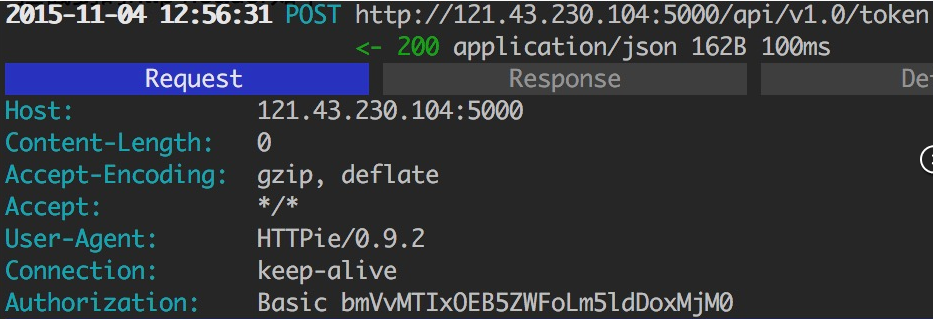 2015-11-04 12:56:31 POST http://121.43.230.104:5000/api/v1.0/token
<- 200 application/json 162B 100ms
Request Response De
Host: 121.43.230.104:5000
Content-Length: 0
Accept-Encoding: gzip, deflate
Accept: */*
User-Agent: HTTPie/0.9.2
Connection: keep-alive
Authorization: Basic bmVvMTIxOEB5ZWFoLm5ldDoxMjM0